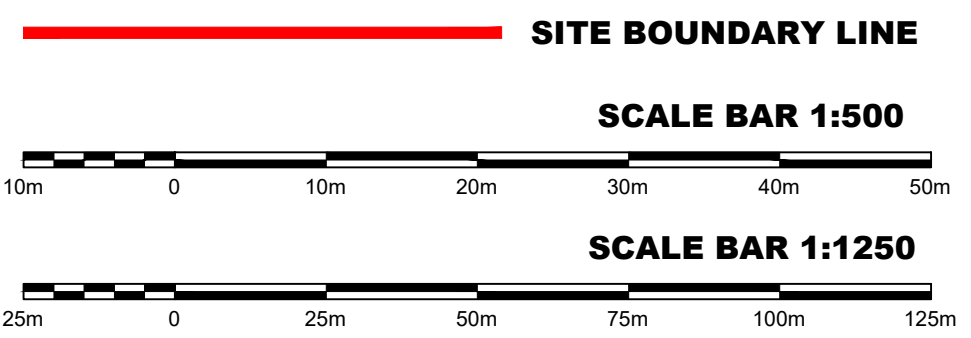 SITE BOUNDARY LINE
SCALE BAR 1:500
10m 0 10m 20m 30m 40m 50m
SCALE BAR 1:1250
25m 0 25m 50m 75m 100m 125m